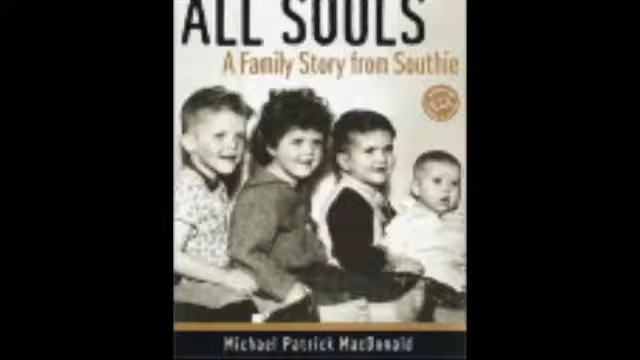 ALL SOULS
A Family Story from Southie
Michael Patrick MacDonald